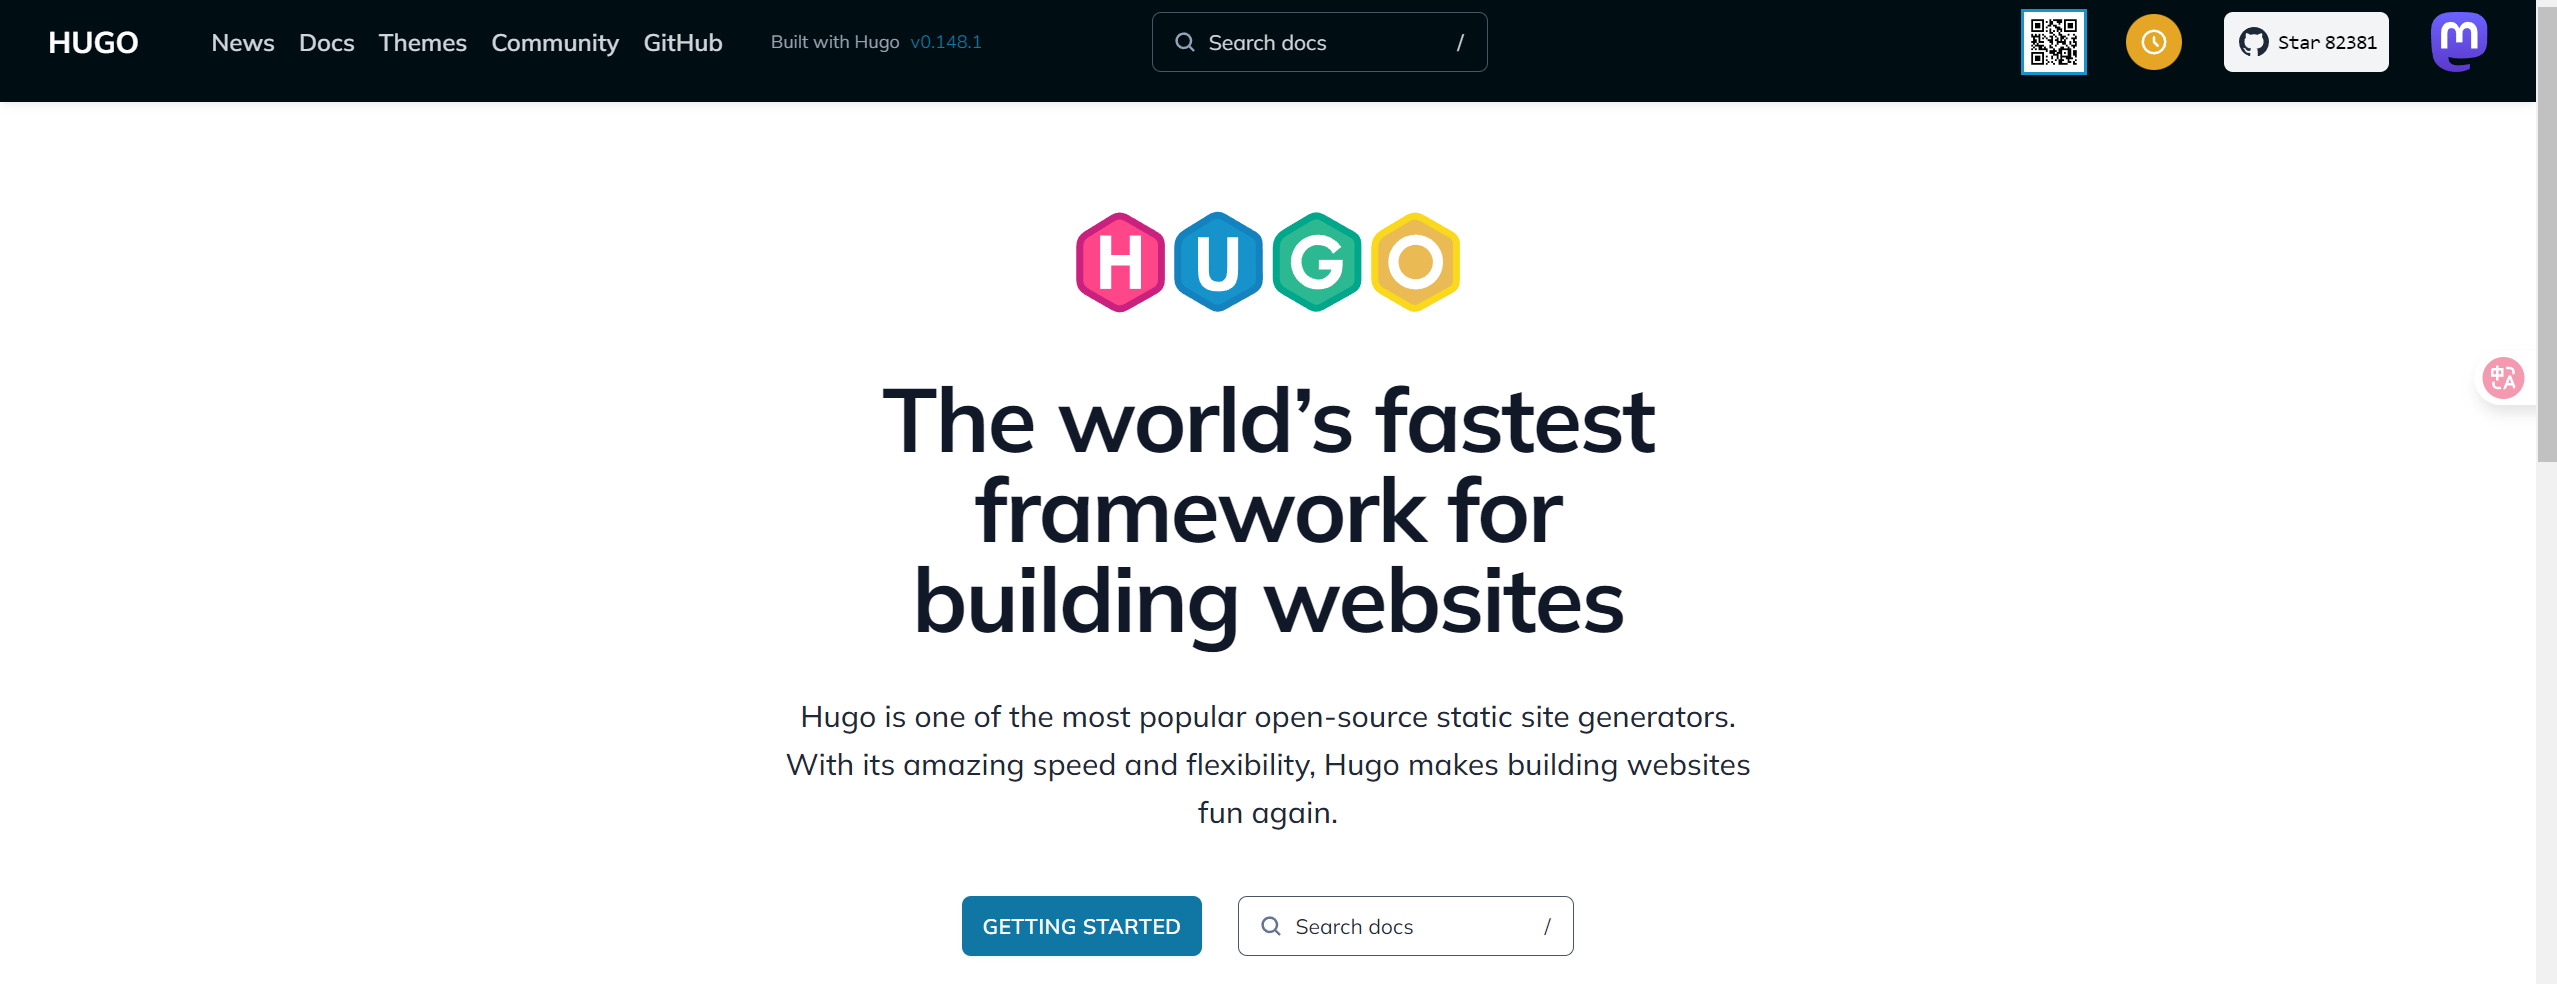 HUGO News Docs Themes Community GitHub Built with Hugo v0.148.1 Search docs / Star 82381
HUGO
The world’s fastest
framework for
building websites
Hugo is one of the most popular open-source static site generators.
With its amazing speed and flexibility, Hugo makes building websites
fun again.
GETTING STARTED Search docs /